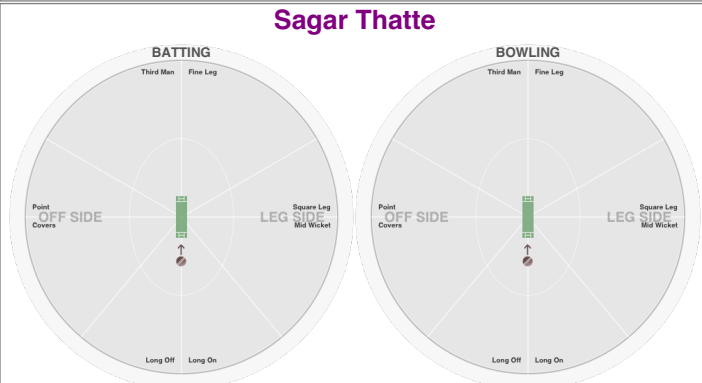 Sagar Thatte
BATTING
Third Man Fine Leg
Point
OFF SIDE
Covers
Square Leg
LEG SIDE
Mid Wicket
Long Off Long On
BOWLING
Third Man Fine Leg
Point
OFF SIDE
Covers
Square Leg
LEG SIDE
Mid Wicket
Long Off Long On